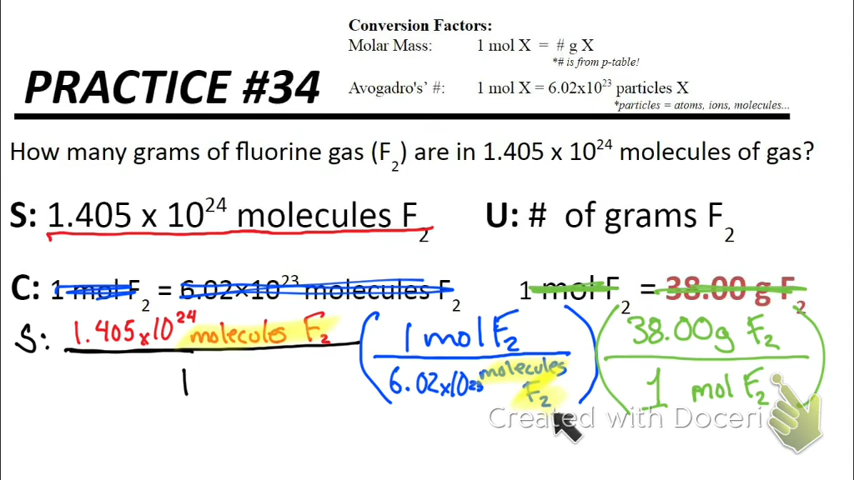 Conversion Factors:
Molar Mass: 1 mol X = # g X
*# is from p-table!
PRACTICE #34
Avogadro's' #: 1 mol X = 6.02x10²³ particles X
*particles = atoms, ions, molecules...
How many grams of fluorine gas (F₂) are in 1.405 x 10²⁴ molecules of gas?
S: 1.405 x 10²⁴ molecules F₂ U: # of grams F₂
C: 1 mol F₂ = 6.02x10²³ molecules F₂ 1 mol F₂ = 38.00 g F₂
S: 1.405x10²⁴ molecules F₂ (1 mol F₂) (38.00g F₂)
1 6.02x10²³ molecules F₂ 1 mol F₂
Created with Doceri